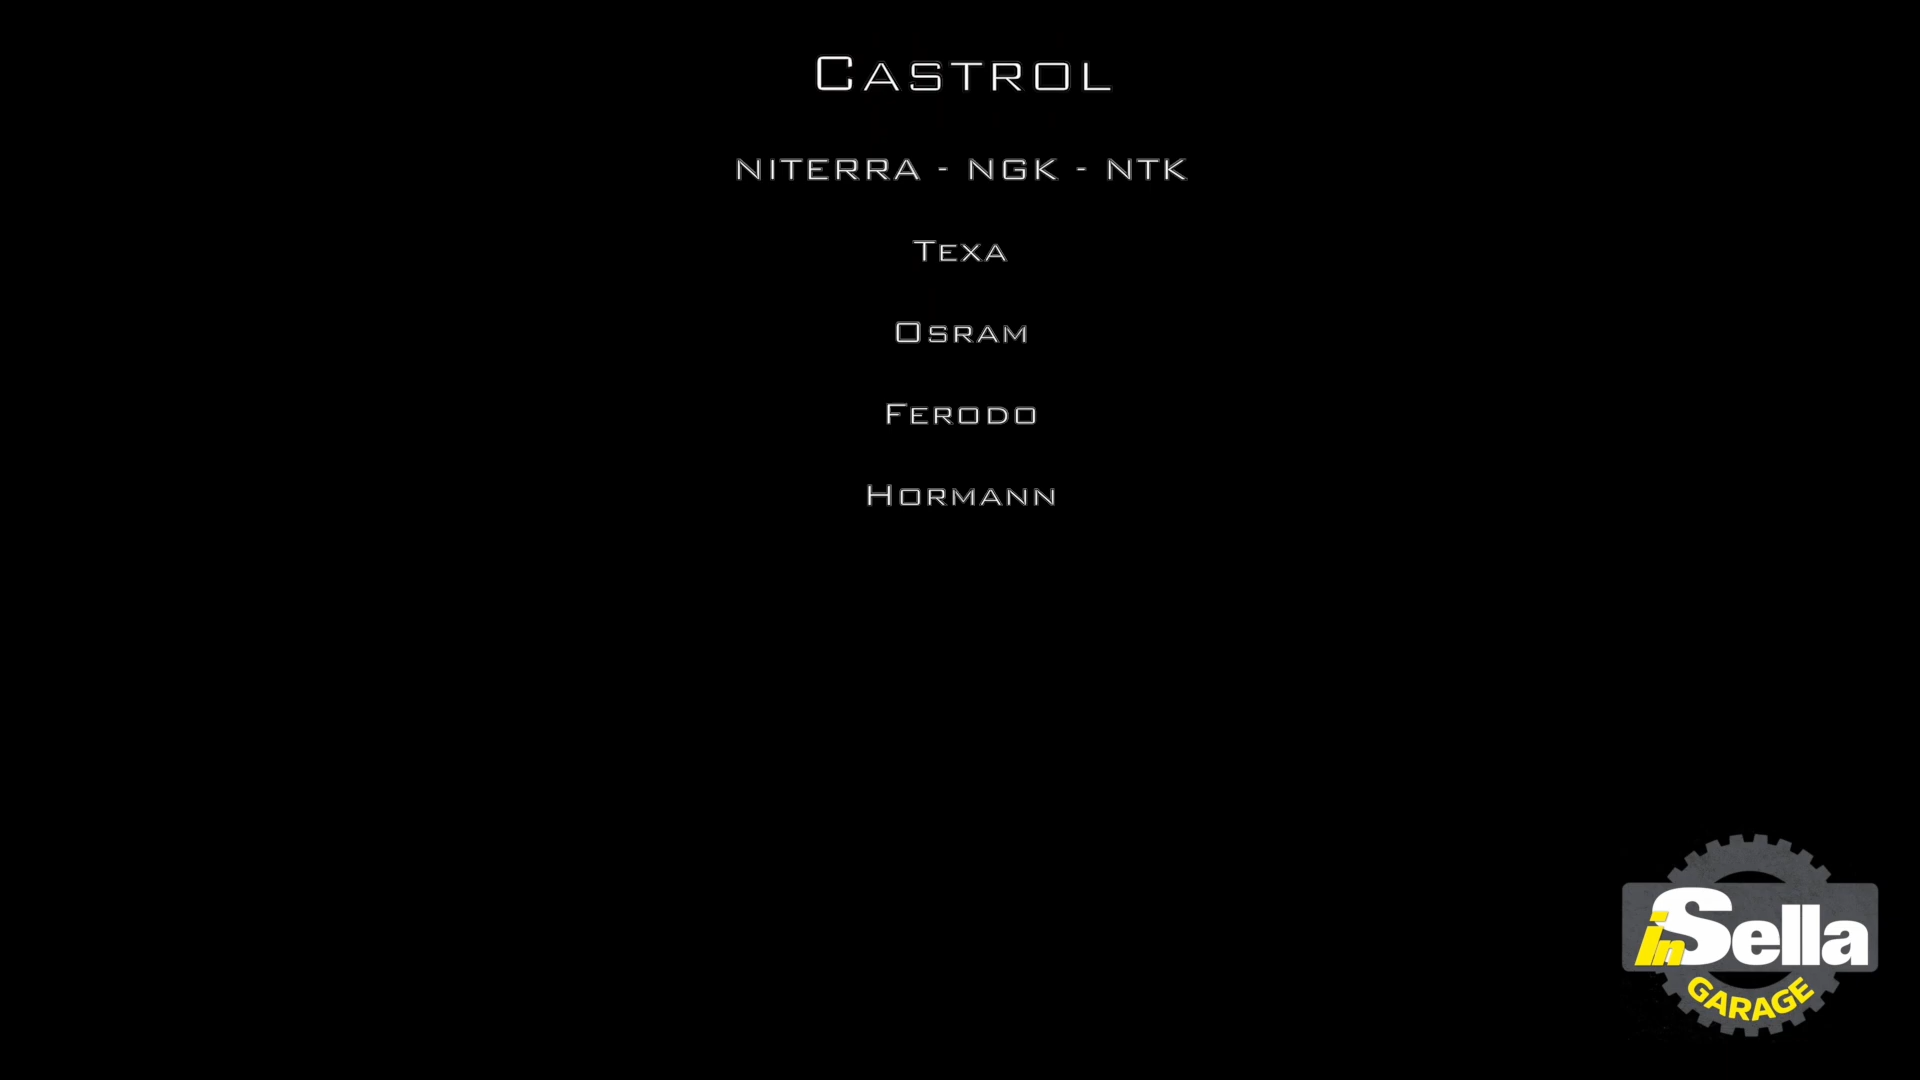 Castrol
NITERRA - NGK - NTK
Texa
Osram
Ferodo
Hormann
inSella
GARAGE